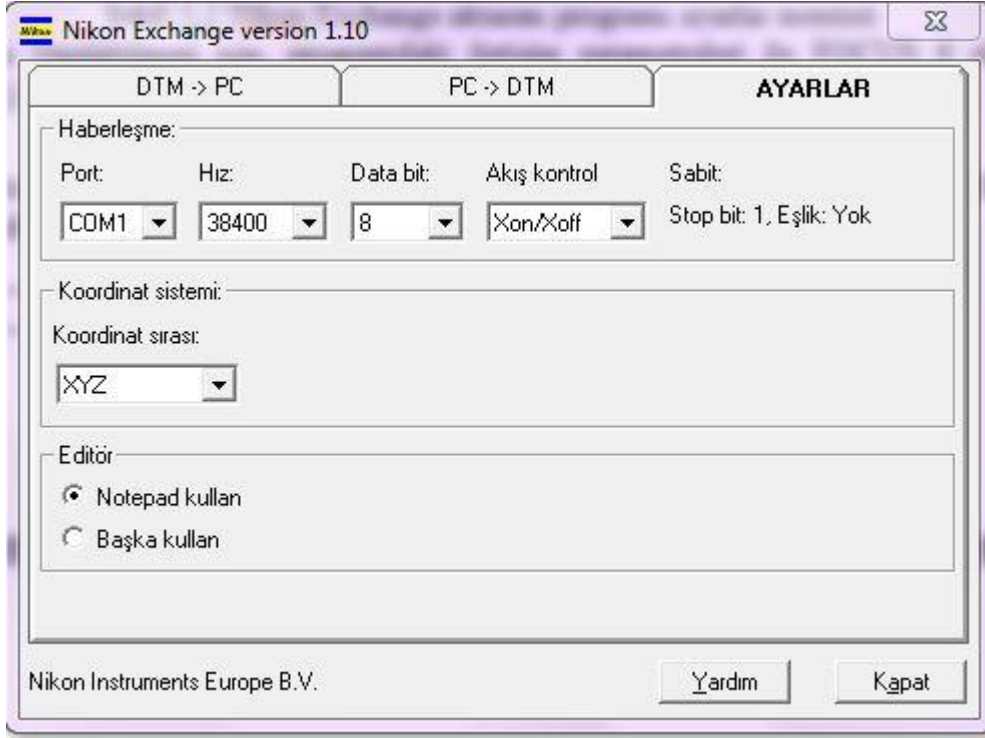 Nikon Nikon Exchange version 1.10
DTM -> PC PC -> DTM AYARLAR
Haberleşme:
Port: Hız: Data bit: Akış kontrol Sabit:
COM1 38400 8 Xon/Xoff Stop bit: 1, Eşlik: Yok
Koordinat sistemi:
Koordinat sırası:
XYZ
Editör
Notepad kullan
Başka kullan
Nikon Instruments Europe B.V. Yardım Kapat